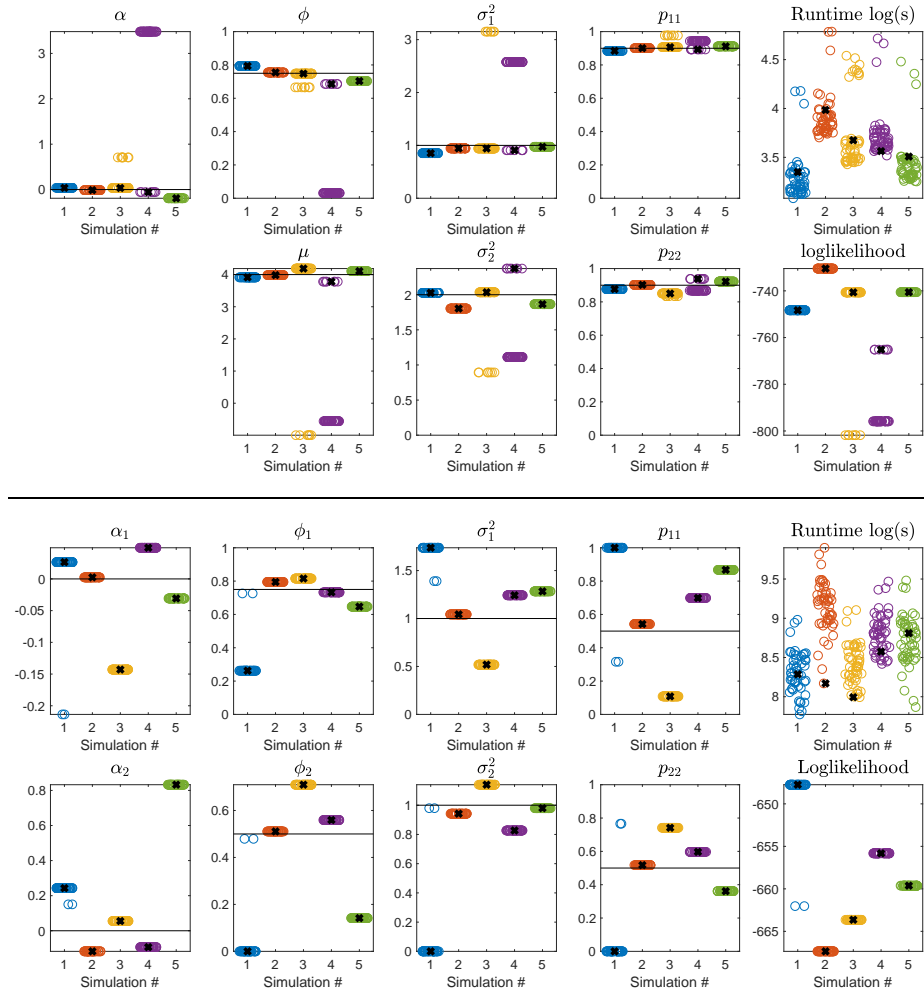 α
ϕ
σ₁²
p₁₁
Runtime log(s)
3
2
1
0
1 2 3 4 5
Simulation #
1
0.8
0.6
0.4
0.2
0
1 2 3 4 5
Simulation #
3
2
1
0
1 2 3 4 5
Simulation #
1
0.8
0.6
0.4
0.2
0
1 2 3 4 5
Simulation #
4.5
4
3.5
1 2 3 4 5
Simulation #
μ
σ₂²
p₂₂
loglikelihood
4
3
2
1
0
1 2 3 4 5
Simulation #
2
1.5
1
0.5
0
1 2 3 4 5
Simulation #
1
0.8
0.6
0.4
0.2
0
1 2 3 4 5
Simulation #
-740
-760
-780
-800
1 2 3 4 5
Simulation #
α₁
ϕ₁
σ₁²
p₁₁
Runtime log(s)
0
-0.05
-0.1
-0.15
-0.2
1 2 3 4 5
Simulation #
1
0.8
0.6
0.4
0.2
0
1 2 3 4 5
Simulation #
1.5
1
0.5
0
1 2 3 4 5
Simulation #
1
0.8
0.6
0.4
0.2
0
1 2 3 4 5
Simulation #
9.5
9
8.5
8
1 2 3 4 5
Simulation #
α₂
ϕ₂
σ₂²
p₂₂
Loglikelihood
0.8
0.6
0.4
0.2
0
1 2 3 4 5
Simulation #
0.6
0.4
0.2
0
1 2 3 4 5
Simulation #
1
0.8
0.6
0.4
0.2
0
1 2 3 4 5
Simulation #
1
0.8
0.6
0.4
0.2
0
1 2 3 4 5
Simulation #
-650
-655
-660
-665
1 2 3 4 5
Simulation #